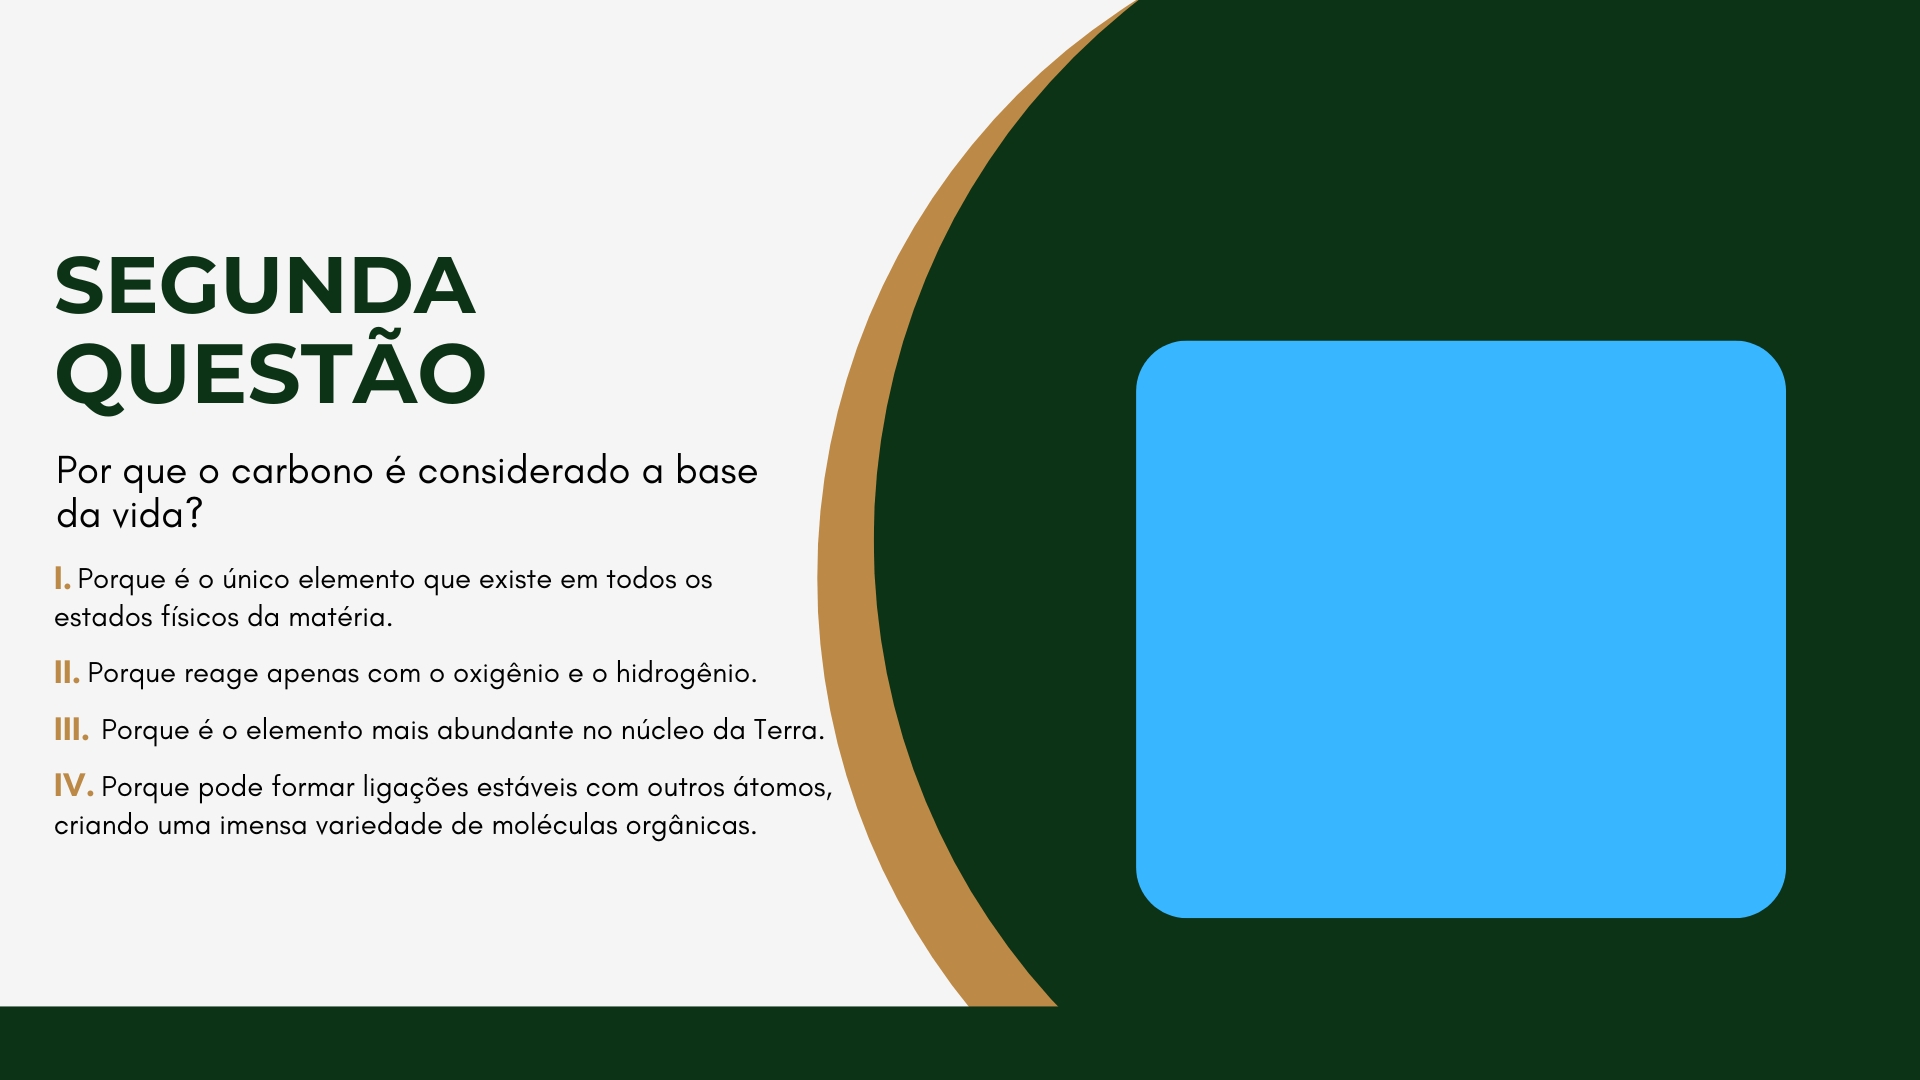 SEGUNDA
QUESTÃO
Por que o carbono é considerado a base
da vida?
I. Porque é o único elemento que existe em todos os
estados físicos da matéria.
II. Porque reage apenas com o oxigênio e o hidrogênio.
III. Porque é o elemento mais abundante no núcleo da Terra.
IV. Porque pode formar ligações estáveis com outros átomos,
criando uma imensa variedade de moléculas orgânicas.